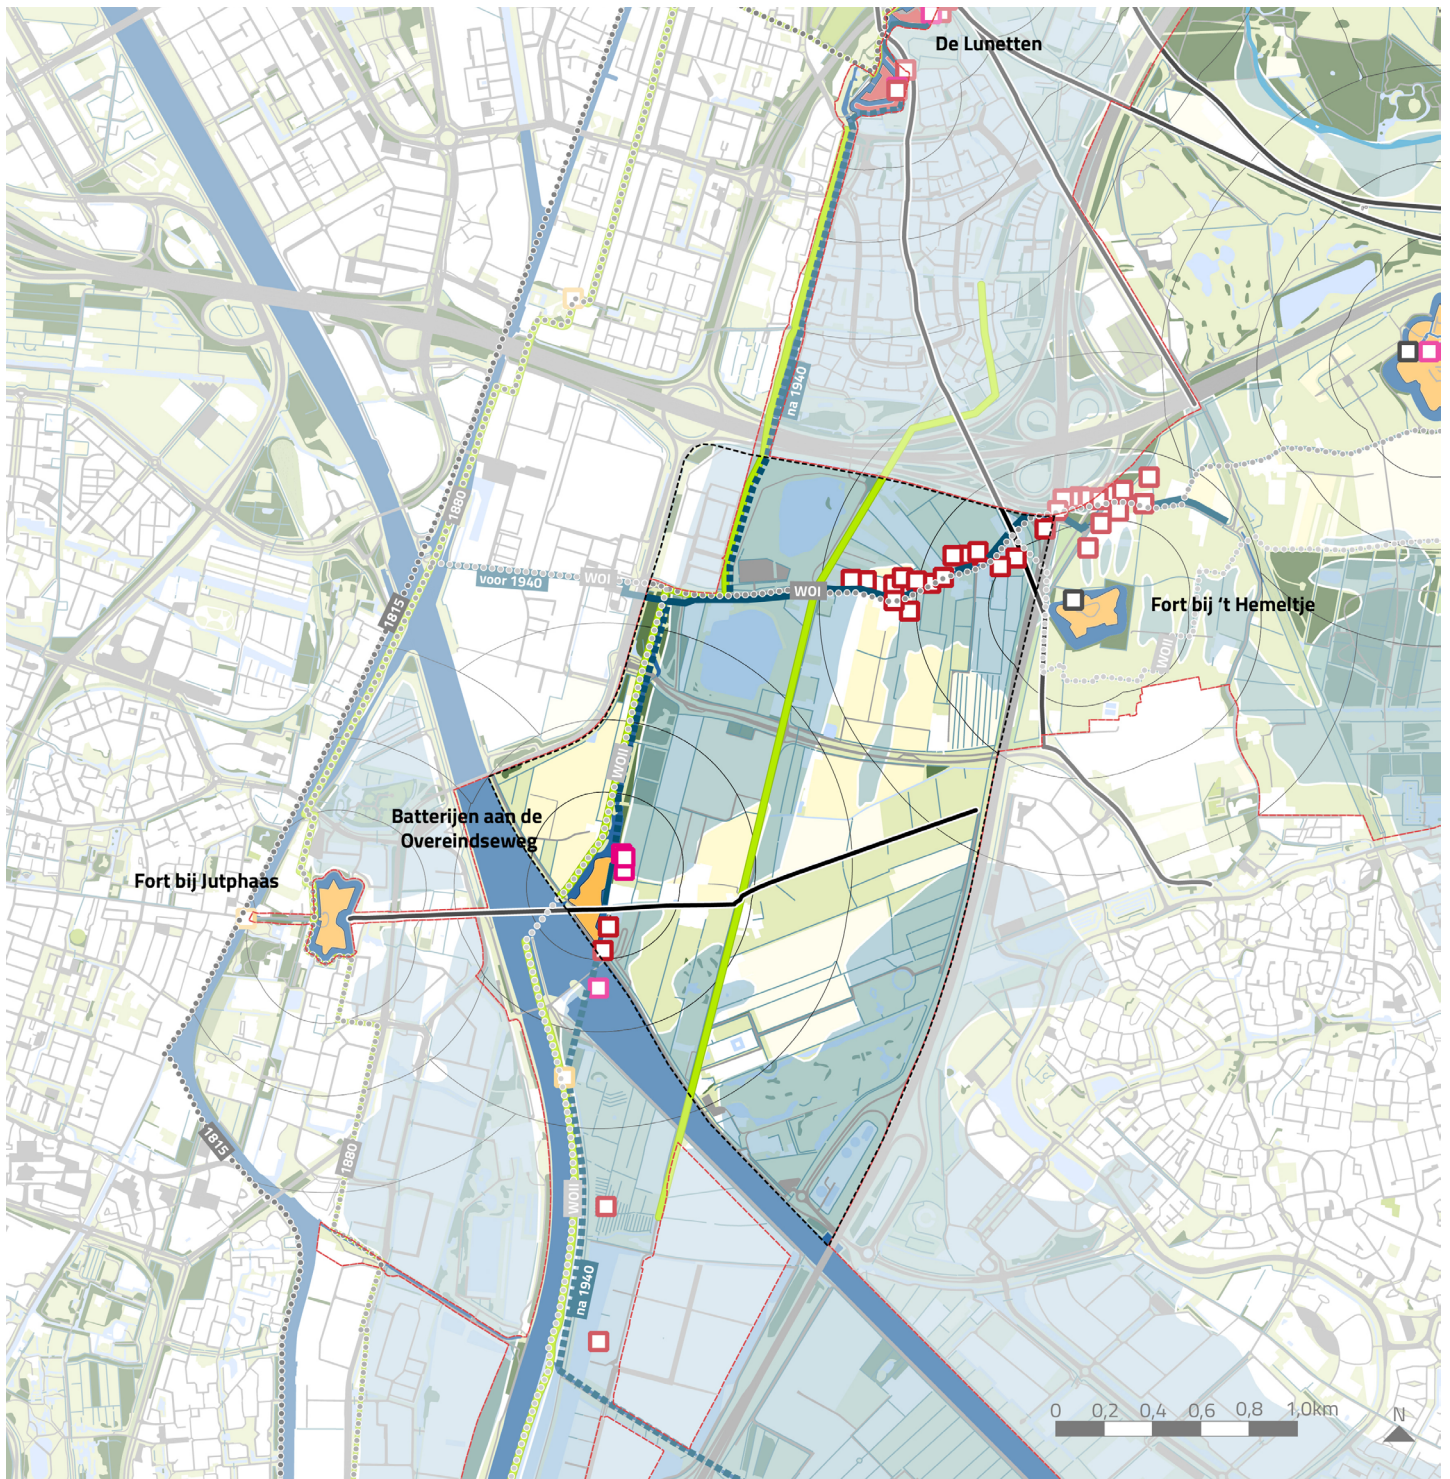 De Lunetten
na 1940
1880
voor 1940
WOI
WOI
1815
Fort bij ‘t Hemeltje
WOII
WOII
Batterijen aan de
Overeindseweg
Fort bij Jutphaas
1815
1880
WOII
na 1940
0 0,2 0,4 0,6 0,8 1,0km
N